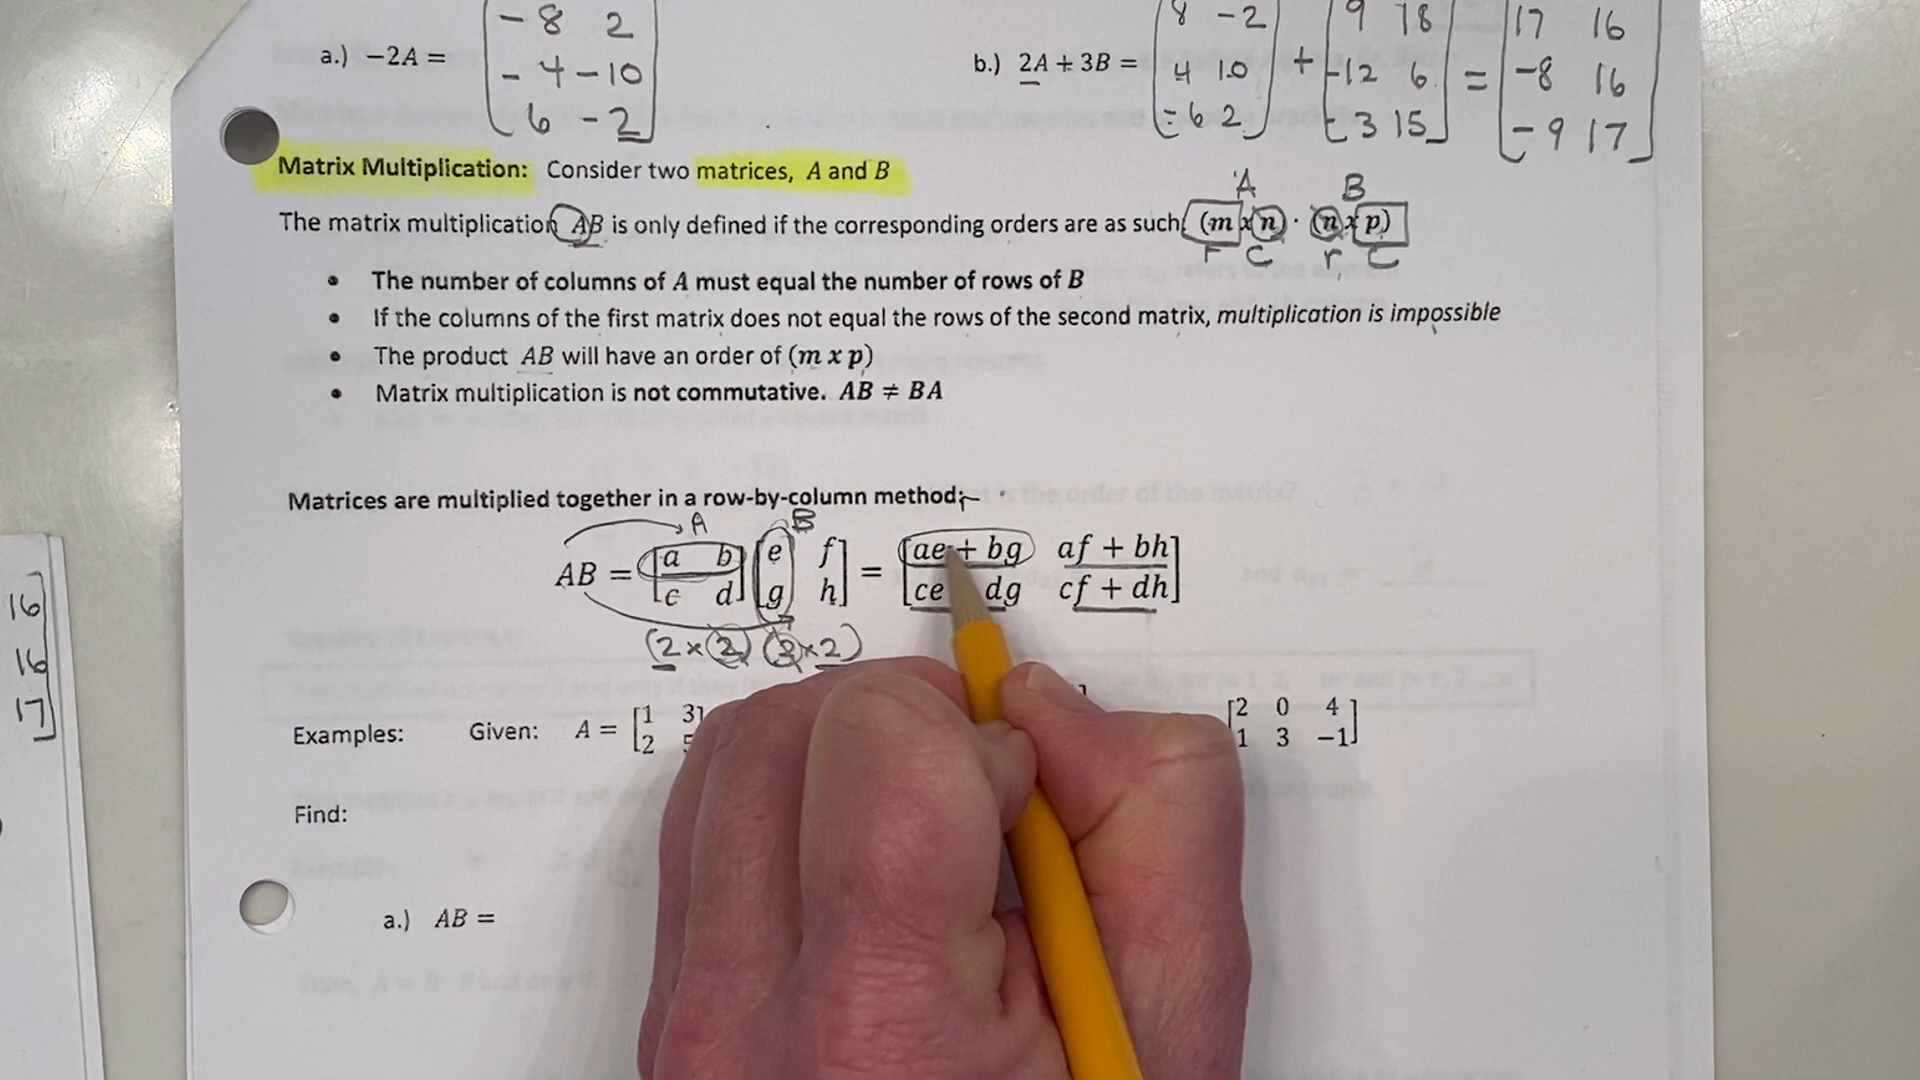 a.) −2A = [-8 2
-4 -10
6 -2]
b.) 2A + 3B = [8 -2
4 10
-6 2] + [9 18
-12 6
-3 15] = [17 16
-8 16
-9 17]
Matrix Multiplication: Consider two matrices, A and B
A B
The matrix multiplication AB is only defined if the corresponding orders are as such (m x n) · (n x p)
r C r C
• The number of columns of A must equal the number of rows of B
• If the columns of the first matrix does not equal the rows of the second matrix, multiplication is impossible
• The product AB will have an order of (m x p)
• Matrix multiplication is not commutative. AB ≠ BA
Matrices are multiplied together in a row-by-column method:
A B
AB = [a b
c d] [e f
g h] = [ae + bg af + bh
ce dg cf + dh]
(2 × 2) (2 × 2)
16
16
17]
Examples: Given: A = [1 3
2 5
[2 0 4
1 3 −1]
Find:
a.) AB =